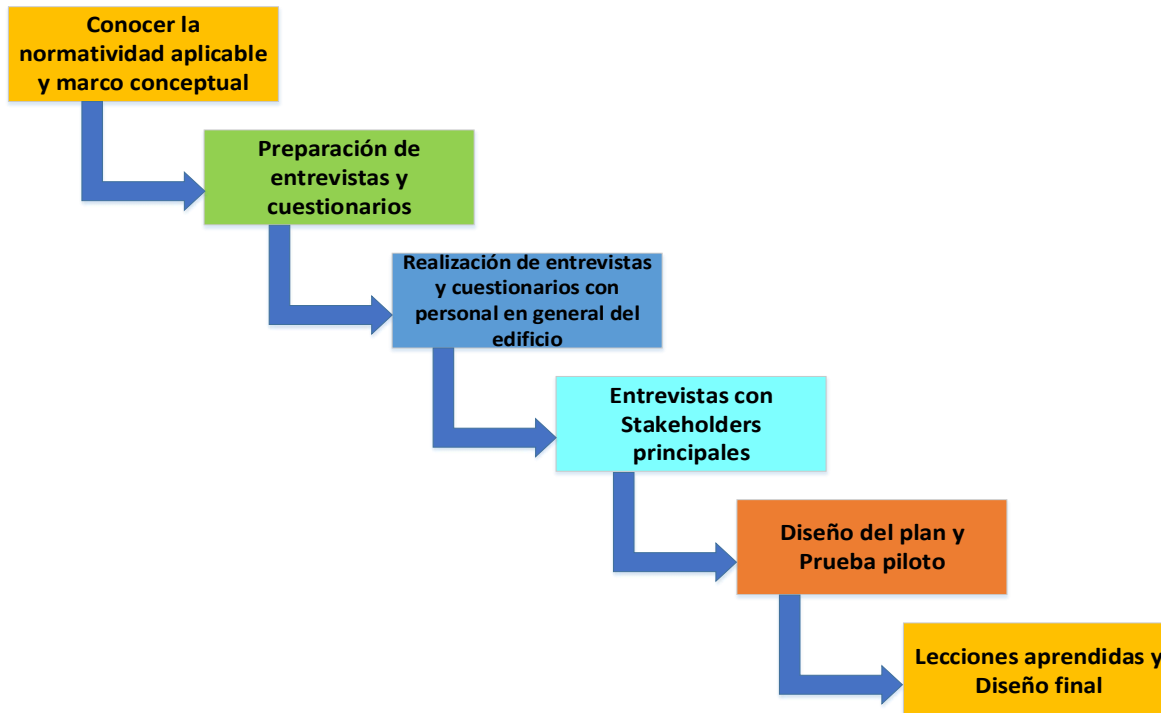 Conocer la
normatividad aplicable
y marco conceptual
Preparación de
entrevistas y
cuestionarios
Realización de entrevistas
y cuestionarios con
personal en general del
edificio
Entrevistas con
Stakeholders
principales
Diseño del plan y
Prueba piloto
Lecciones aprendidas y
Diseño final